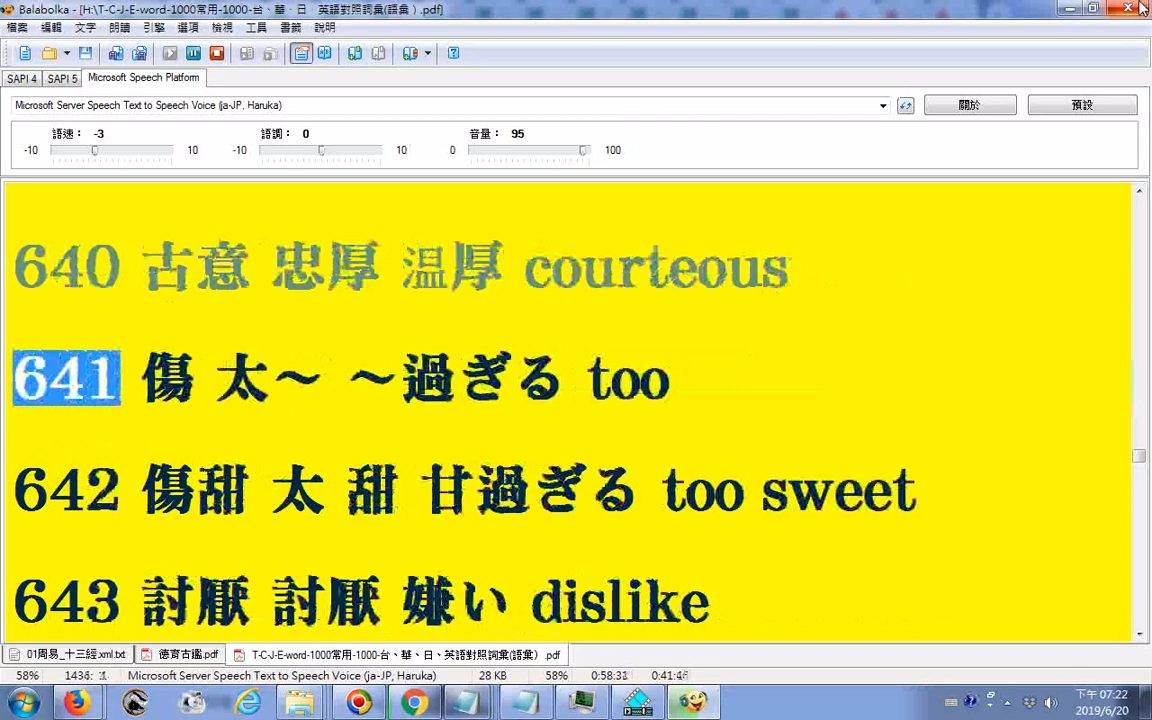 Balabolka - [H:\T-C-J-E-word-1000常用-1000-台、華、日、英語對照詞彙(語彙）.pdf]
檔案 編輯 文字 朗讀 引擎 選項 檢視 工具 書籤 說明
SAPI 4 SAPI 5 Microsoft Speech Platform
Microsoft Server Speech Text to Speech Voice (ja-JP, Haruka) 關於 預設
語速： -3 語調： 0 音量： 95
-10 10 -10 10 0 100
640 古意 忠厚 温厚 courteous
641 傷 太～ ～過ぎる too
642 傷甜 太 甜 甘過ぎる too sweet
643 討厭 討厭 嫌い dislike
01周易_十三經.xml.txt 德育古鑑.pdf T-C-J-E-word-1000常用-1000-台、華、日、英語對照詞彙(語彙）.pdf
58% Microsoft Server Speech Text to Speech Voice (ja-JP, Haruka) 28 KB 58% 0:58:31
下午 07:22
2019/6/20